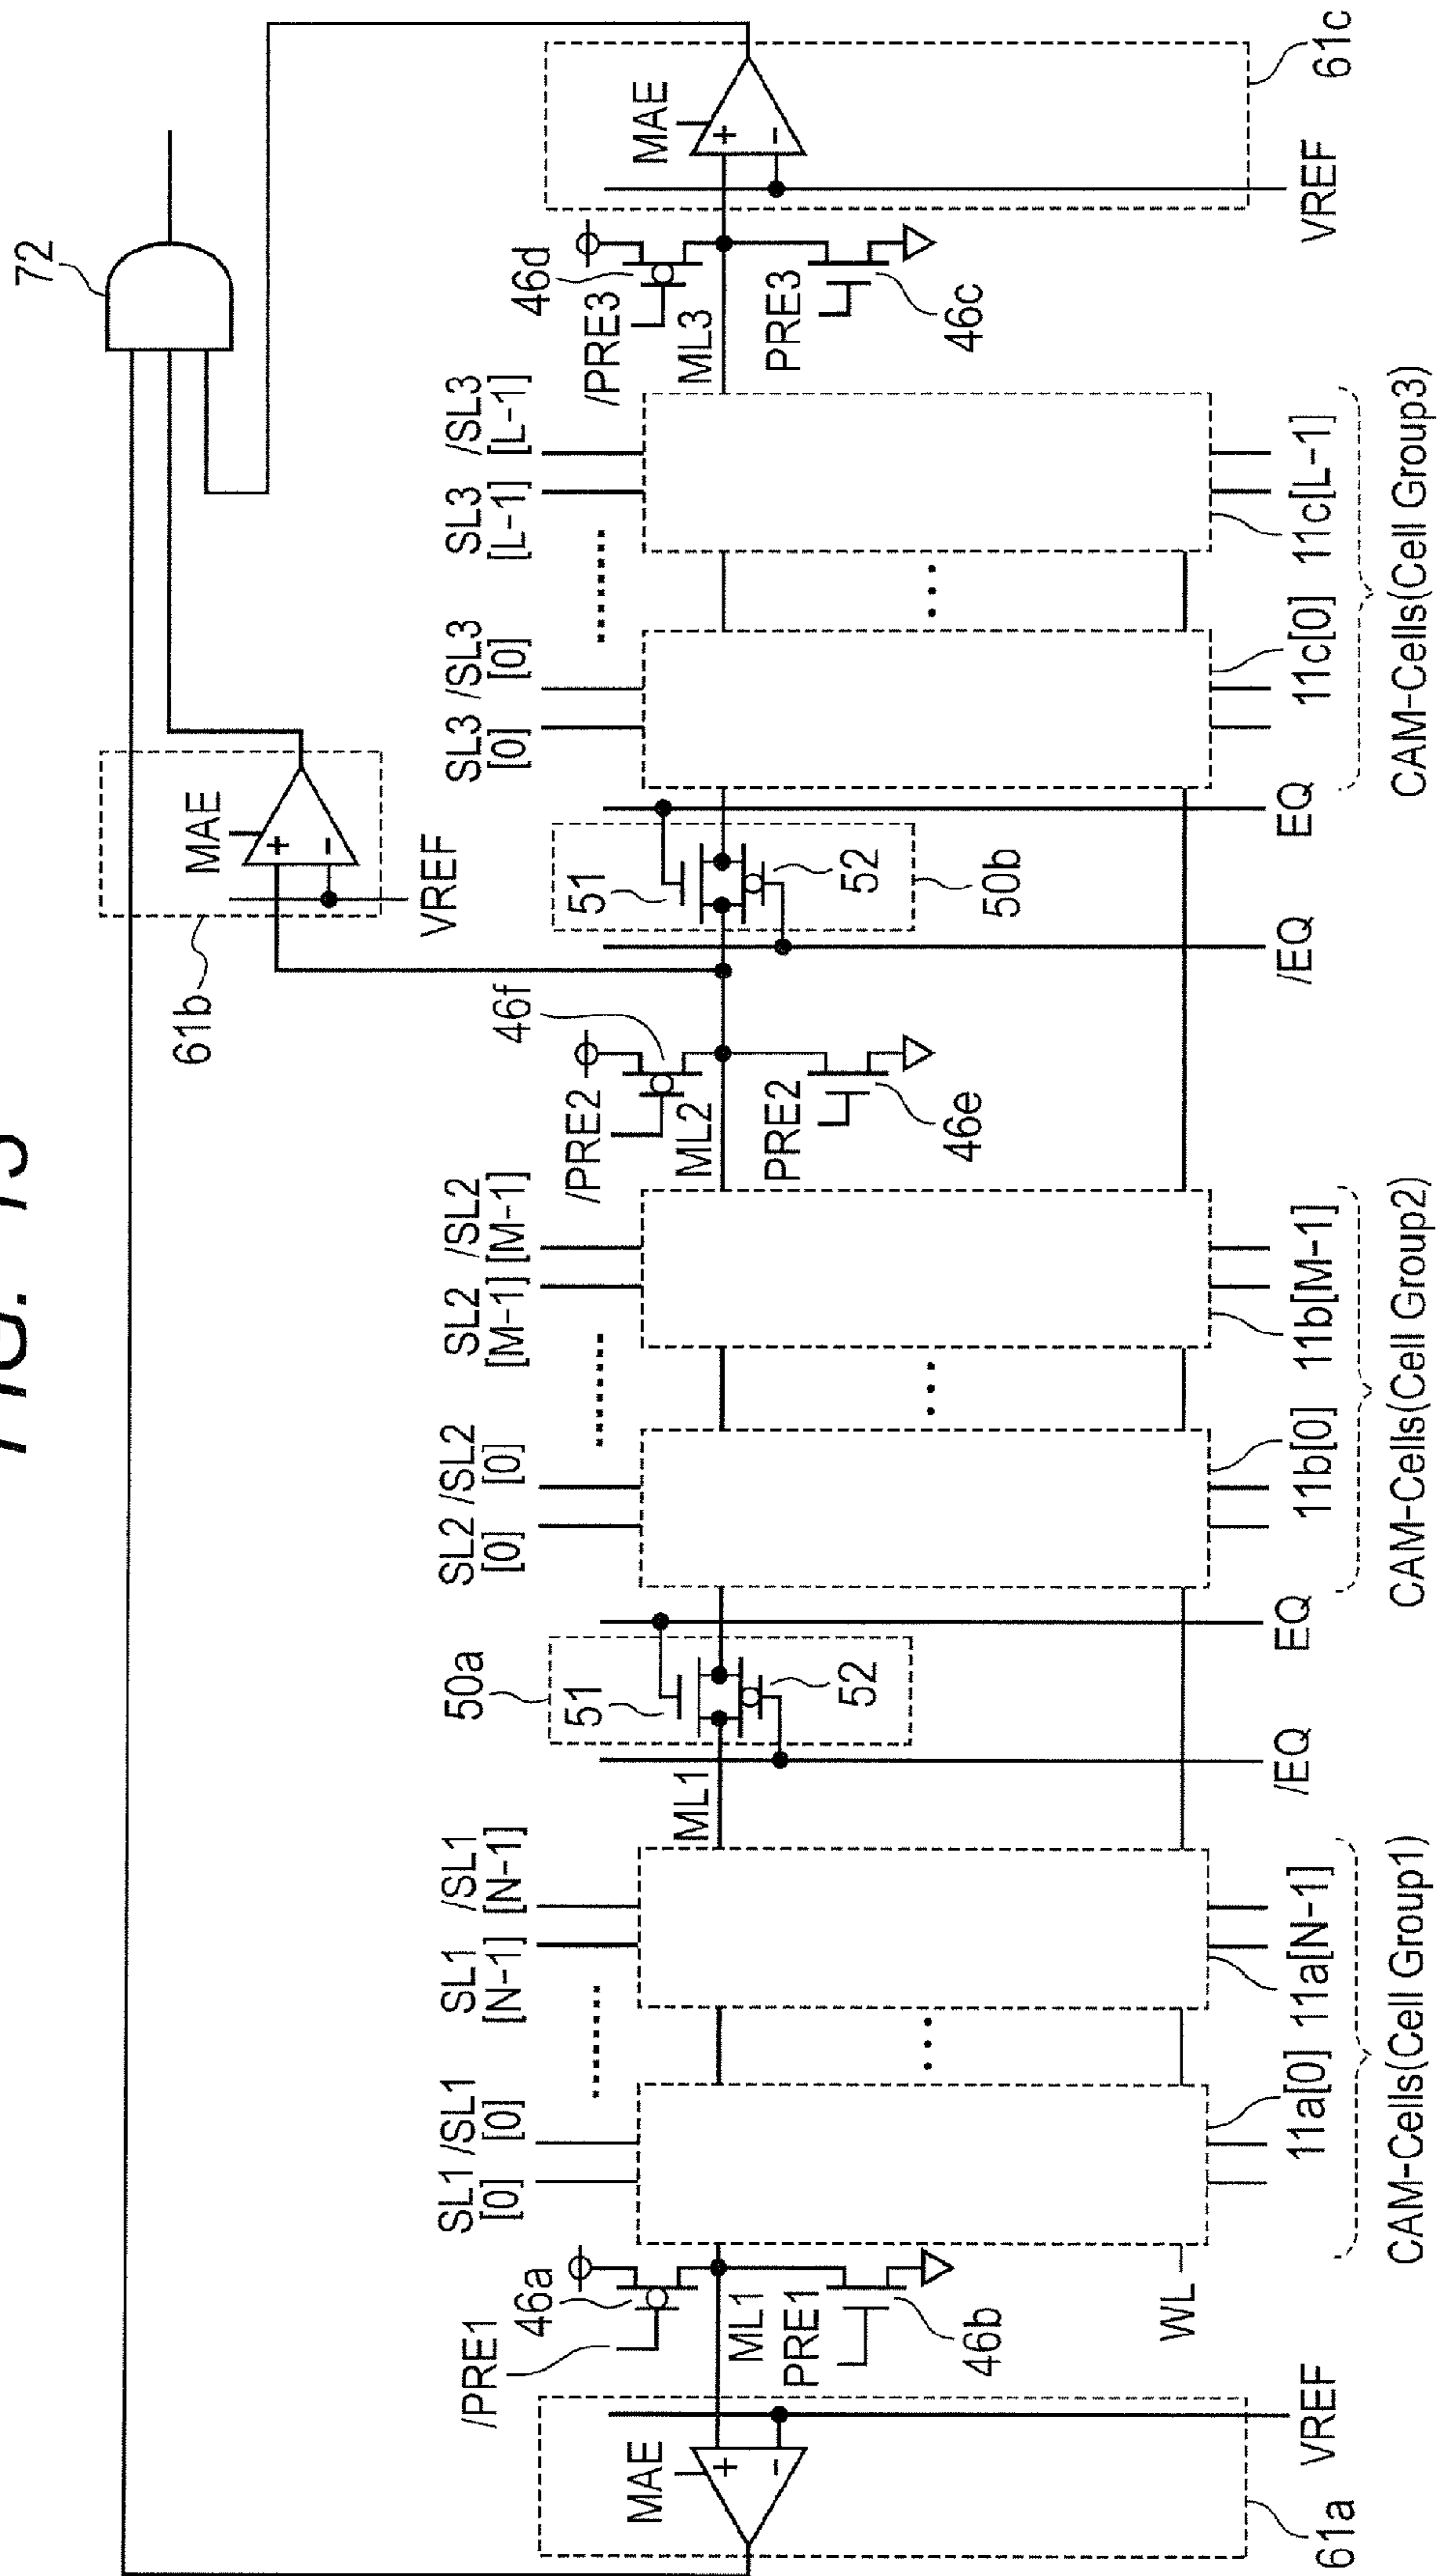 72
61b
MAE
+
-
VREF
61c
MAE
+
-
VREF
/PRE1
46a
ML1
PRE1
46b
WL
MAE
+
-
VREF
61a
SL1 /SL1
[0] [0]
SL1 /SL1
[N-1] [N-1]
ML1
50a
51
52
/EQ
EQ
SL2 /SL2
[0] [0]
SL2 /SL2
[M-1] [M-1]
/PRE2
46f
ML2
PRE2
46e
51
52
50b
/EQ
EQ
SL3 /SL3
[0] [0]
SL3 /SL3
[L-1] [L-1]
/PRE3
46d
ML3
PRE3
46c
11a[0] 11a[N-1]
CAM-Cells(Cell Group1)
11b[0] 11b[M-1]
CAM-Cells(Cell Group2)
11c[0] 11c[L-1]
CAM-Cells(Cell Group3)